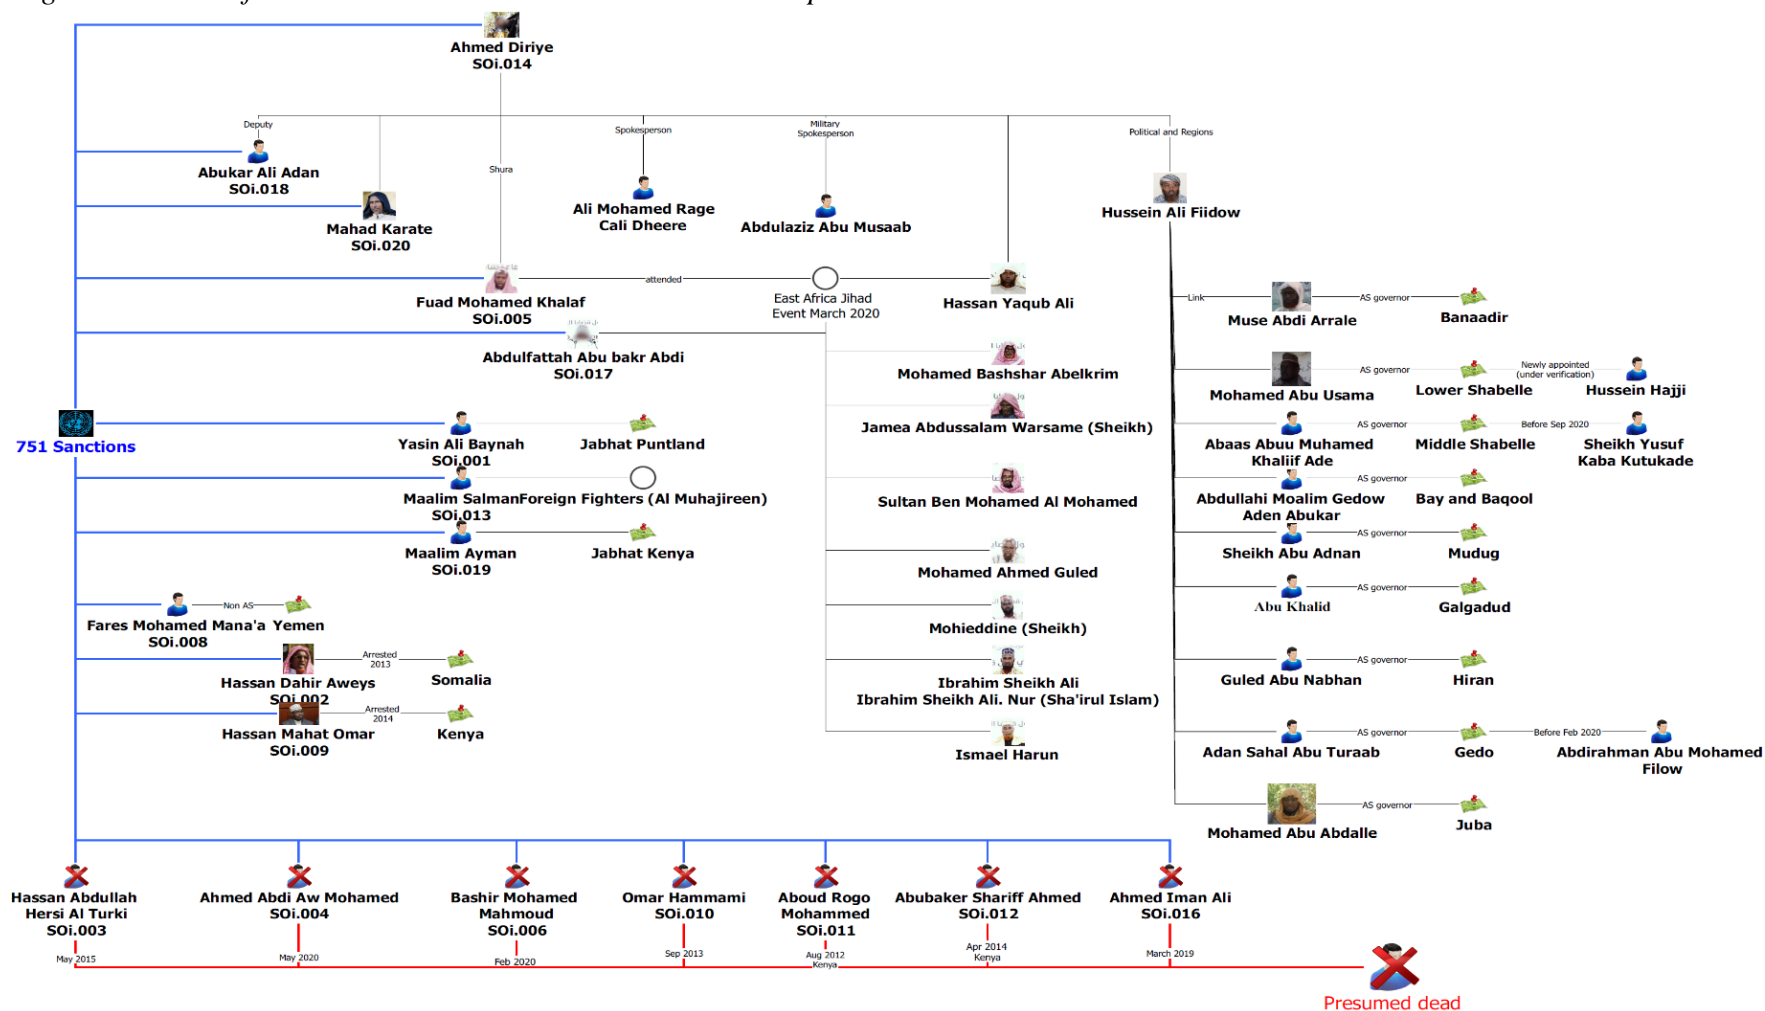 Ahmed Diriye
SOi.014
Deputy
Military
Spokesperson
Spokesperson
Political and Regions
Abukar Ali Adan
SOi.018
Shura
Mahad Karate
SOi.020
Ali Mohamed Rage
Cali Dheere
Abdulaziz Abu Musaab
Hussein Ali Fiidow
Fuad Mohamed Khalaf
SOi.005
attended
East Africa Jihad
Event March 2020
Hassan Yaqub Ali
Link
Muse Abdi Arrale
AS governor
Banaadir
Abdulfattah Abu bakr Abdi
SOi.017
Mohamed Bashshar Abelkrim
Mohamed Abu Usama
AS governor
Lower Shabelle
Newly appointed
(under verification)
Hussein Hajji
Jamea Abdussalam Warsame (Sheikh)
751 Sanctions
Yasin Ali Baynah
SOi.001
Jabhat Puntland
Abaas Abuu Muhamed
Khaliif Ade
AS governor
Middle Shabelle
Before Sep 2020
Sheikh Yusuf
Kaba Kutukade
Maalim Salman
SOi.013
Foreign Fighters (Al Muhajireen)
Sultan Ben Mohamed Al Mohamed
Abdullahi Moalim Gedow
Aden Abukar
AS governor
Bay and Baqool
Maalim Ayman
SOi.019
Jabhat Kenya
Mohamed Ahmed Guled
Sheikh Abu Adnan
AS governor
Mudug
Fares Mohamed Mana'a
SOi.008
Non AS
Yemen
Mohieddine (Sheikh)
Abu Khalid
AS governor
Galgadud
Hassan Dahir Aweys
SOi.002
Arrested
2013
Somalia
Ibrahim Sheikh Ali
Ibrahim Sheikh Ali. Nur (Sha'irul Islam)
Guled Abu Nabhan
AS governor
Hiran
Hassan Mahat Omar
SOi.009
Arrested
2014
Kenya
Ismael Harun
Adan Sahal Abu Turaab
AS governor
Gedo
Before Feb 2020
Abdirahman Abu Mohamed
Filow
Mohamed Abu Abdalle
AS governor
Juba
Hassan Abdullah
Hersi Al Turki
SOi.003
May 2015
Ahmed Abdi Aw Mohamed
SOi.004
May 2020
Bashir Mohamed
Mahmoud
SOi.006
Feb 2020
Omar Hammami
SOi.010
Sep 2013
Aboud Rogo
Mohammed
SOi.011
Aug 2012
Kenya
Abubaker Shariff Ahmed
SOi.012
Apr 2014
Kenya
Ahmed Iman Ali
SOi.016
March 2019
Presumed dead